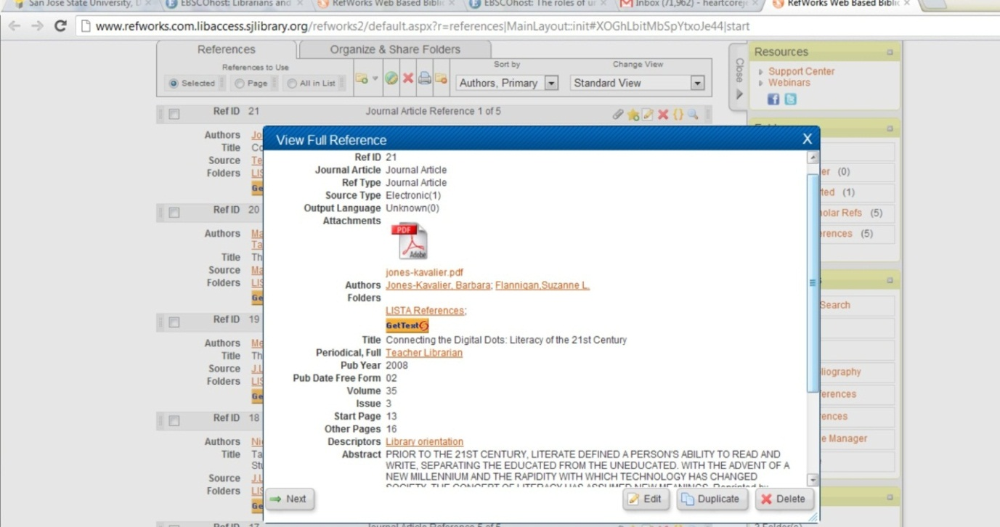 San Jose State University, D
EBSCOhost: Librarians and
RefWorks Web Based Biblic
EBSCOhost: The roles of
Inbox (71,962) - heartcoreje
RefWorks Web Based Biblic
www.refworks.com.libaccess.sjlibrary.org/refworks2/default.aspx?r=references|MainLayout::init#XOGhLbitMbSpYtxoJe44|start
References
Organize & Share Folders
References to Use
Selected
Page
All in List
Sort by
Authors, Primary
Change View
Standard View
Close
Resources
Support Center
Webinars
Ref ID 21
Journal Article Reference 1 of 5
Authors Jo
Title Co
Source Te
Folders LIS
Ge
Ref ID 20
Authors Ma
Ta
Title Th
Source Ma
Folders LIS
Ge
Ref ID 19
Authors Me
Title Th
Source J.L
Folders LIS
Ge
Ref ID 18
Authors Ni
Title Ta
Stu
Source J.L
Folders LIS
Ge
Ref ID 17
Journal Article Reference 5 of 5
View Full Reference
X
Ref ID 21
Journal Article Journal Article
Ref Type Journal Article
Source Type Electronic(1)
Output Language Unknown(0)
Attachments
PDF
Adobe
jones-kavalier.pdf
Authors Jones-Kavalier, Barbara; Flannigan,Suzanne L.
Folders
LISTA References;
GetText
Title Connecting the Digital Dots: Literacy of the 21st Century
Periodical, Full Teacher Librarian
Pub Year 2008
Pub Date Free Form 02
Volume 35
Issue 3
Start Page 13
Other Pages 16
Descriptors Library orientation
Abstract PRIOR TO THE 21ST CENTURY, LITERATE DEFINED A PERSON'S ABILITY TO READ AND
WRITE, SEPARATING THE EDUCATED FROM THE UNEDUCATED. WITH THE ADVENT OF A
NEW MILLENNIUM AND THE RAPIDITY WITH WHICH TECHNOLOGY HAS CHANGED
SOCIETY, THE CONCEPT OF LITERACY HAS ASSUMED NEW MEANINGS. Reprinted by
Next
Edit
Duplicate
Delete
er (0)
ted (1)
olar Refs (5)
erences (5)
Search
liography
erences
ences
e Manager
2 Folder(s)